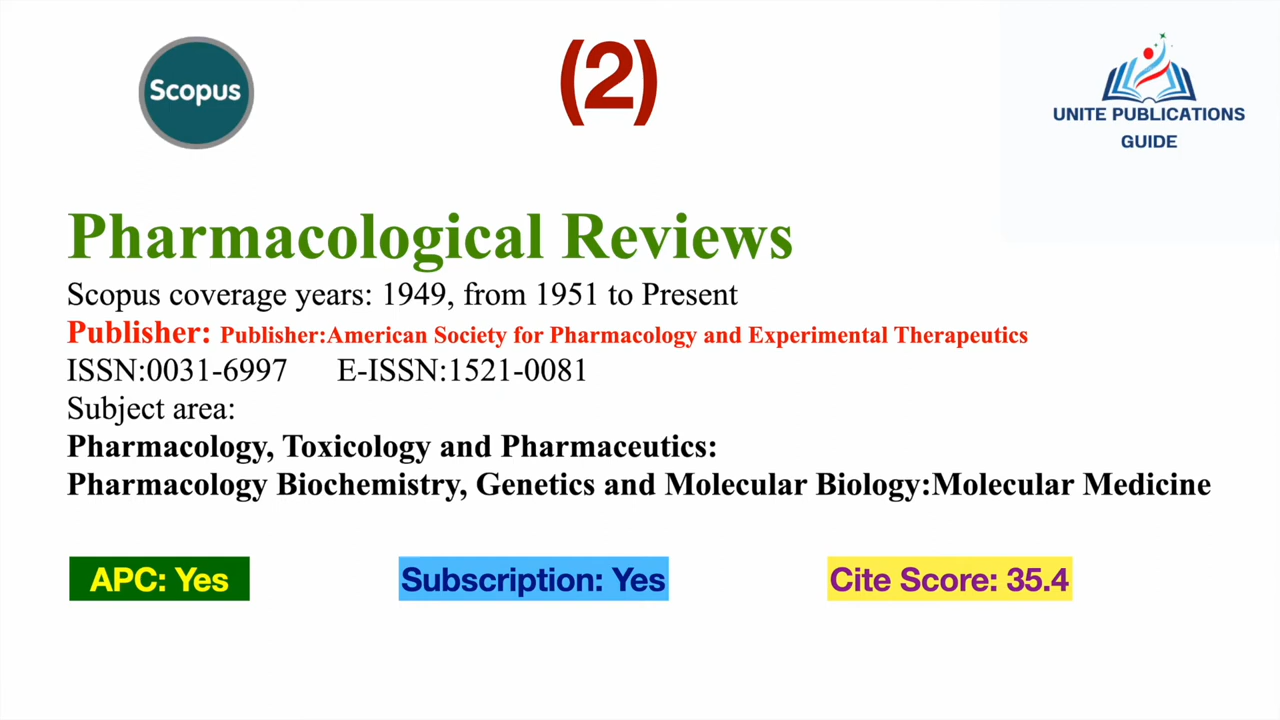 Scopus
(2)
UNITE PUBLICATIONS
GUIDE
Pharmacological Reviews
Scopus coverage years: 1949, from 1951 to Present
Publisher: Publisher:American Society for Pharmacology and Experimental Therapeutics
ISSN:0031-6997 E-ISSN:1521-0081
Subject area:
Pharmacology, Toxicology and Pharmaceutics:
Pharmacology Biochemistry, Genetics and Molecular Biology:Molecular Medicine
APC: Yes
Subscription: Yes
Cite Score: 35.4